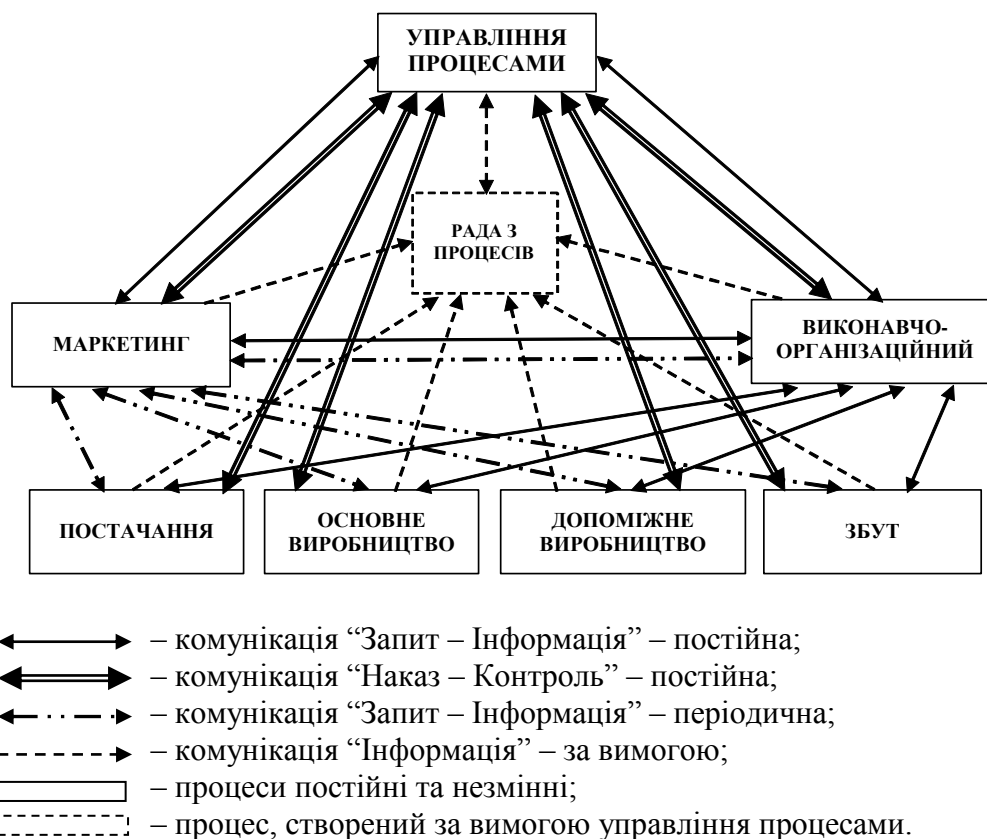 УПРАВЛІННЯ
ПРОЦЕСАМИ
РАДА З
ПРОЦЕСІВ
МАРКЕТИНГ
ВИКОНАВЧО-
ОРГАНІЗАЦІЙНИЙ
ПОСТАЧАННЯ
ОСНОВНЕ
ВИРОБНИЦТВО
ДОПОМІЖНЕ
ВИРОБНИЦТВО
ЗБУТ
– комунікація “Запит – Інформація” – постійна;
– комунікація “Наказ – Контроль” – постійна;
– комунікація “Запит – Інформація” – періодична;
– комунікація “Інформація” – за вимогою;
– процеси постійні та незмінні;
– процес, створений за вимогою управління процесами.